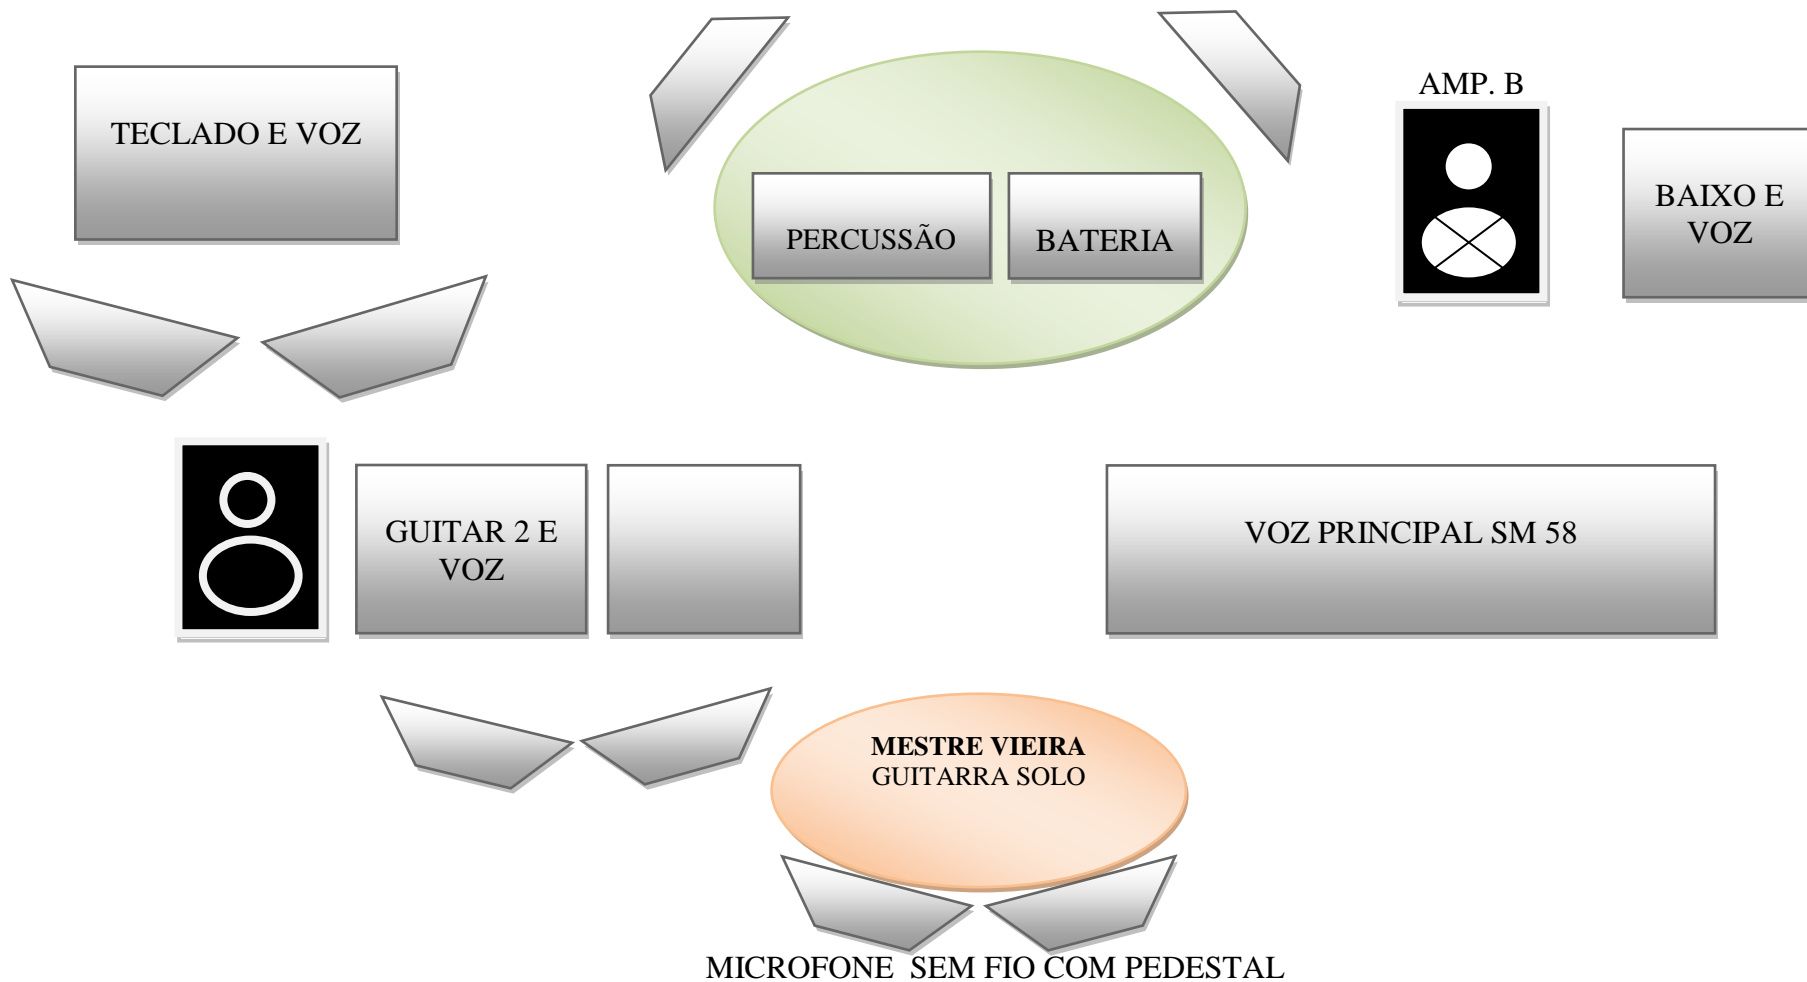 AMP. B
TECLADO E VOZ
PERCUSSÃO
BATERIA
BAIXO E
VOZ
GUITAR 2 E
VOZ
VOZ PRINCIPAL SM 58
MESTRE VIEIRA
GUITARRA SOLO
MICROFONE  SEM FIO COM PEDESTAL